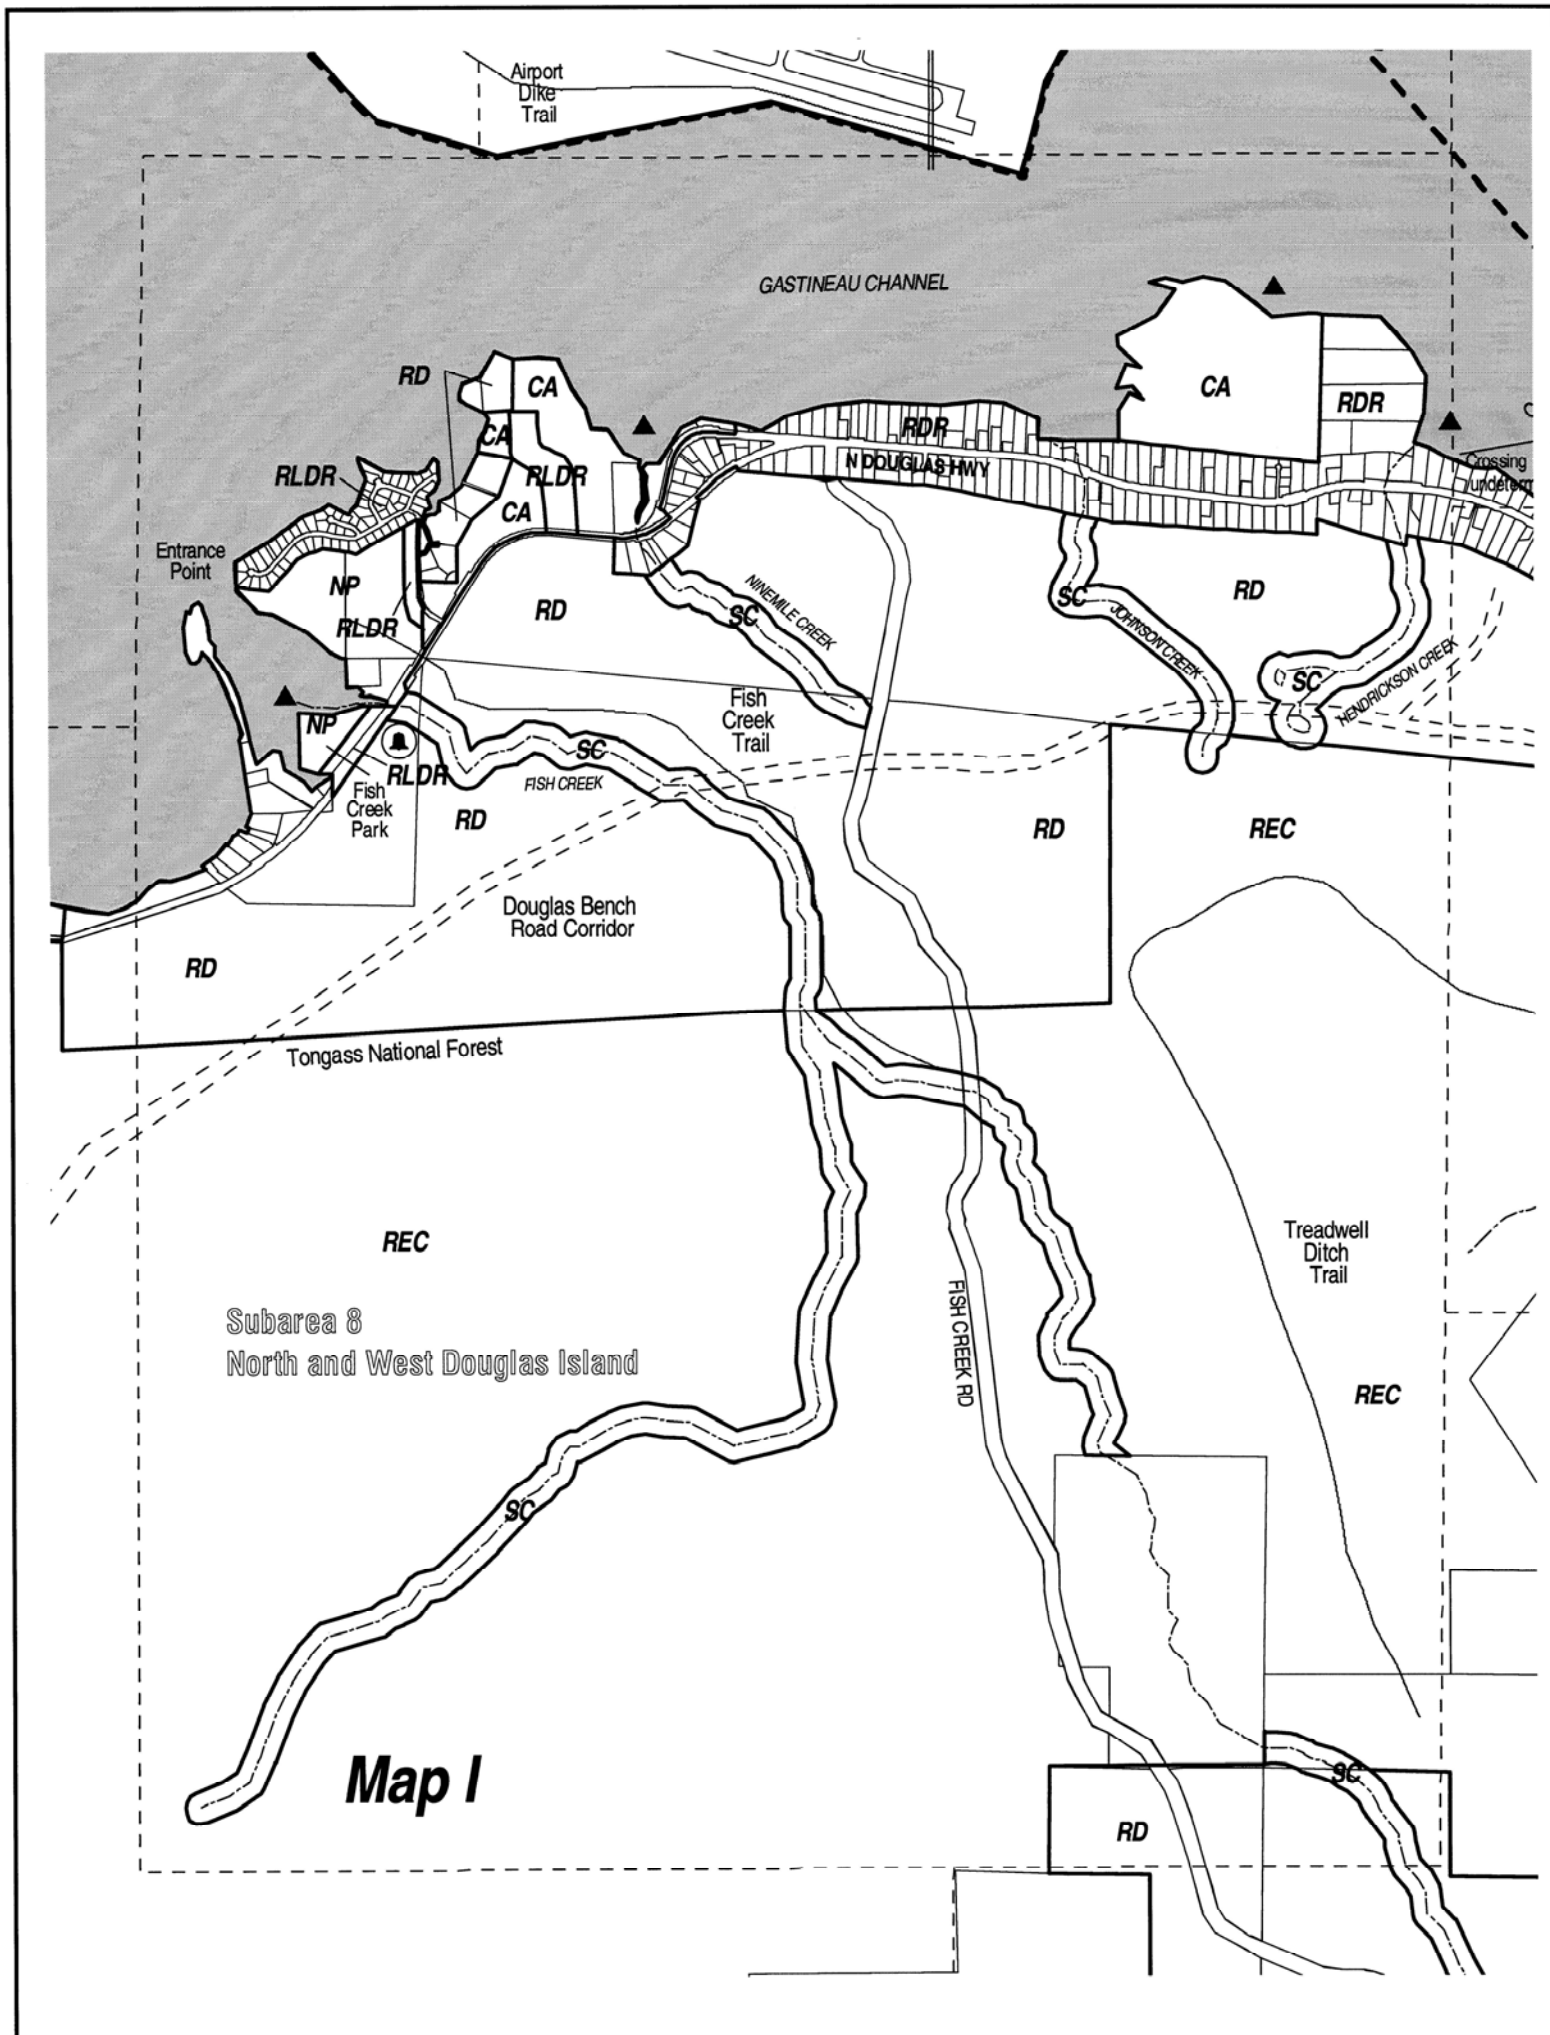 Airport
Dike
Trail
GASTINEAU CHANNEL
RD
CA
CA
RDR
CA
RDR
RLDR
RLDR
N DOUGLAS HWY
Crossing
CA
Entrance
Point
NP
RD
SC
NINEMILE CREEK
SC
JOHNSON CREEK
RD
RLDR
SC
HENDRICKSON CREEK
Fish
Creek
Trail
NP
SC
RLDR
FISH CREEK
Fish
Creek
Park
RD
RD
REC
Douglas Bench
Road Corridor
RD
Tongass National Forest
REC
Treadwell
Ditch
Trail
Subarea 8
North and West Douglas Island
FISH CREEK RD
REC
SC
Map I
SC
RD